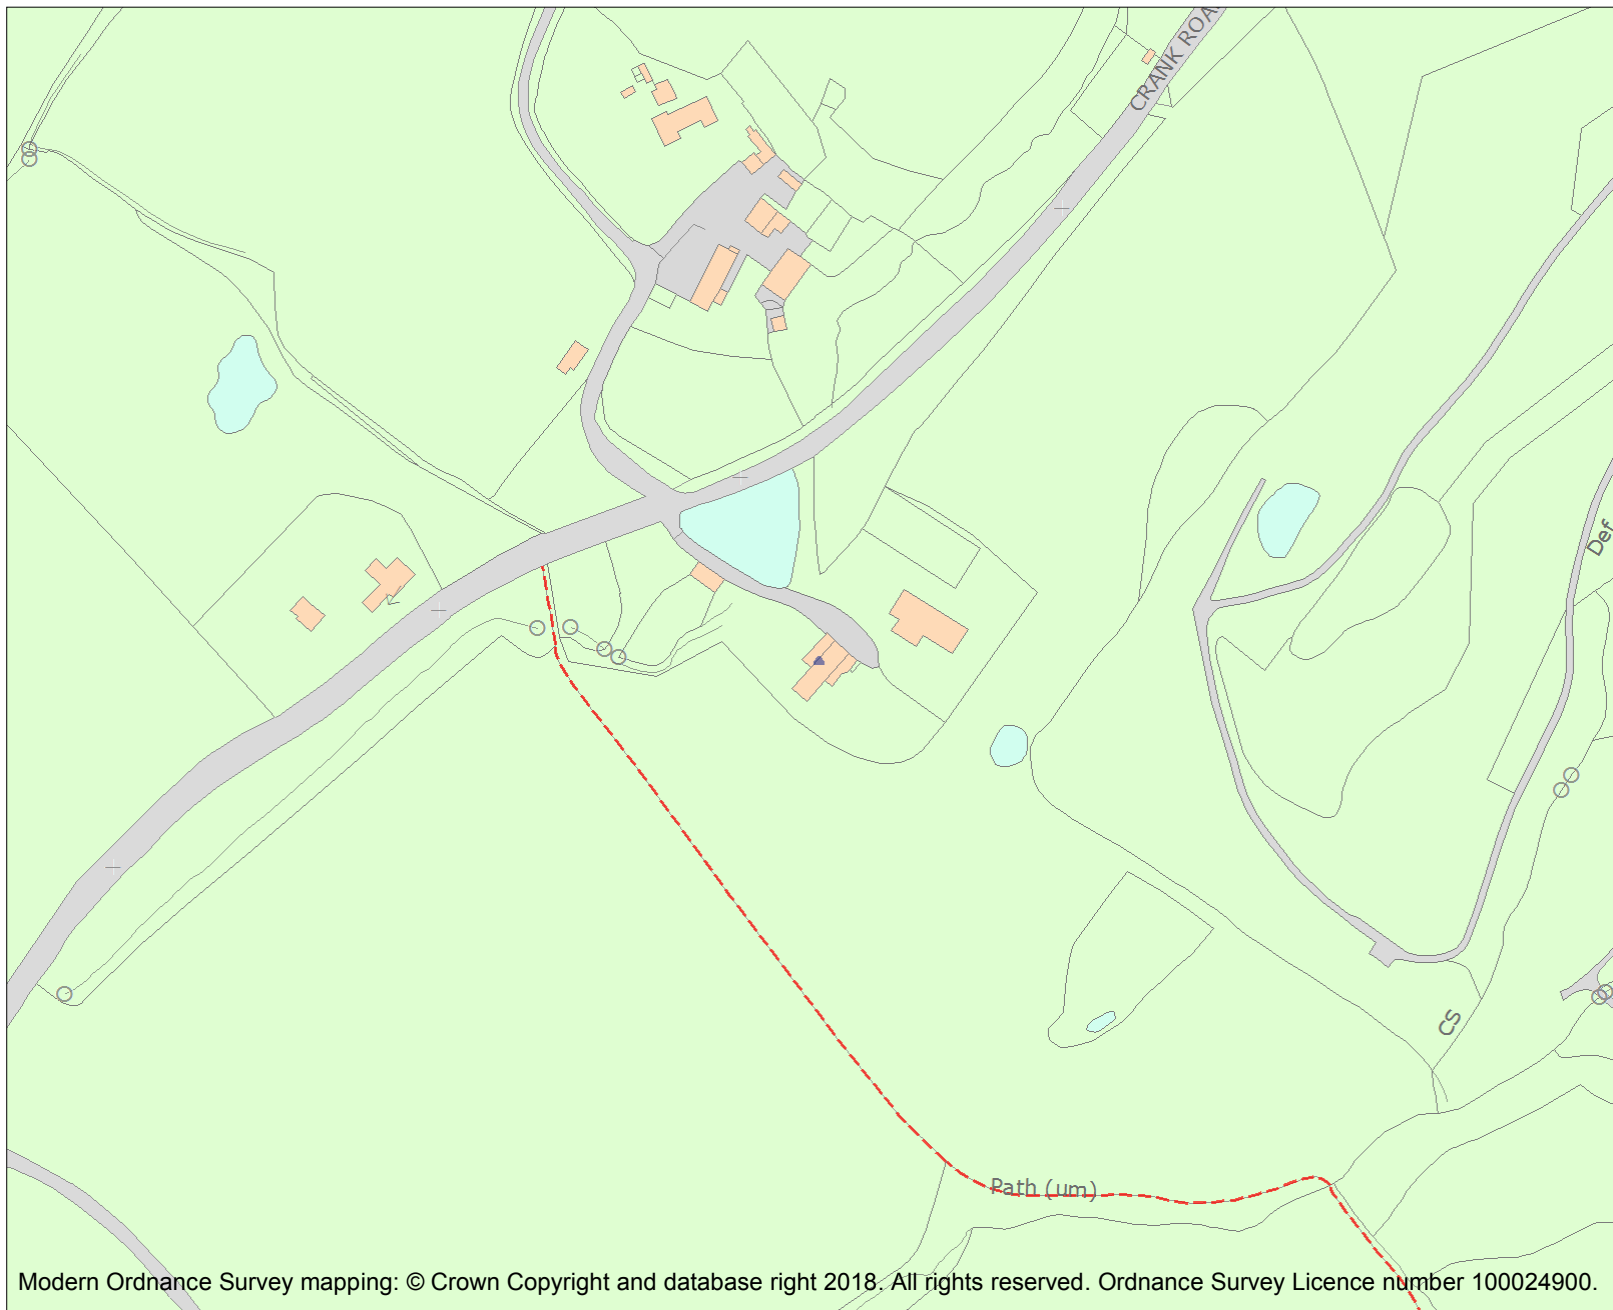 CRANK ROA
Def
CS
Path (um)
Modern Ordnance Survey mapping: © Crown Copyright and database right 2018. All rights reserved. Ordnance Survey Licence number 100024900.